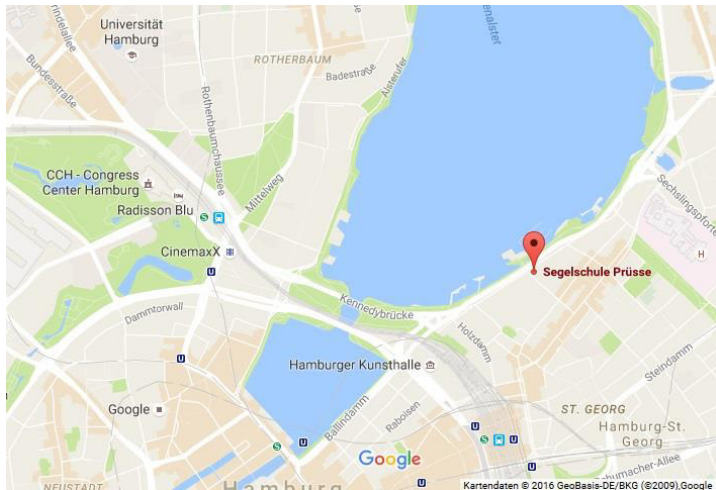 Universität
Hamburg
Grindelallee
Bundesstraße
ROTHERBAUM
Badestraße
Alsterufer
Rothenbaumchaussee
Mittelweg
CCH - Congress
Center Hamburg
Radisson Blu
S
CinemaxX
U
Sechslingspforte
H
Segelschule Prüsse
Kennedybrücke
Dammtorwall
Holzdamm
U
U
Hamburger Kunsthalle
Steindamm
Google
Ballindamm
Raboisen
ST. GEORG
Hamburg-St.
Georg
U
S
U
U
Google
NEUSTADT
Hamburg
Kartendaten © 2016 GeoBasis-DE/BKG (©2009),Google